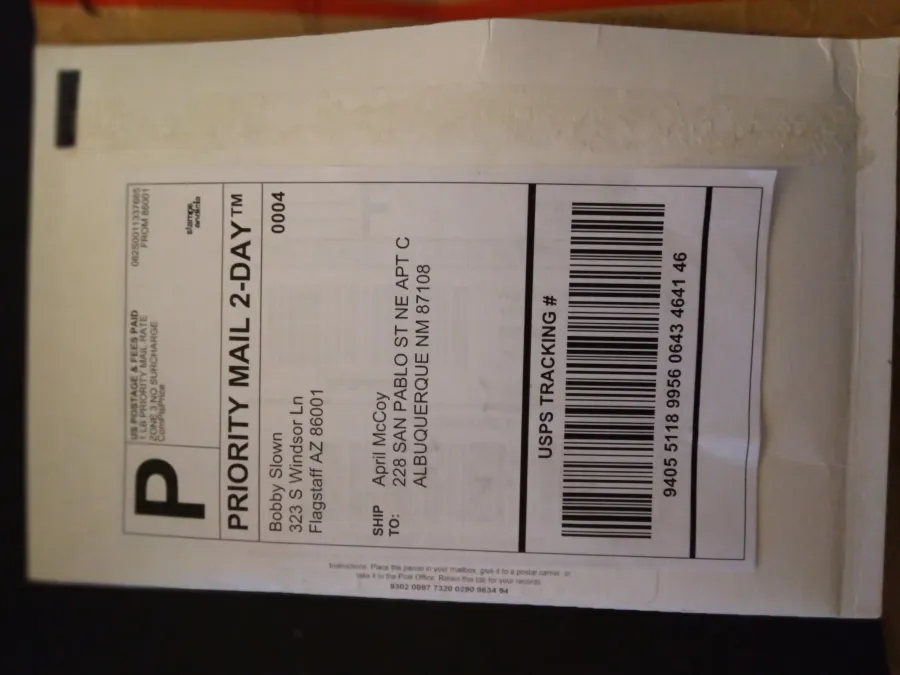 P
US POSTAGE & FEES PAID
1 LB PRIORITY MAIL RATE
ZONE 3 NO SURCHARGE
ComPlsPrice
FROM 86001
stamps
endicia
PRIORITY MAIL 2-DAY™
Bobby Slown
323 S Windsor Ln
Flagstaff AZ 86001
0004
SHIP
TO:
April McCoy
228 SAN PABLO ST NE APT C
ALBUQUERQUE NM 87108
USPS TRACKING #
9405 5118 9956 0643 4641 46
Instructions: Place the parcel in your mailbox, give it to a postal carrier, or
take it to the Post Office. Retain this tab for your records.
9302 0897 7320 0290 0634 94